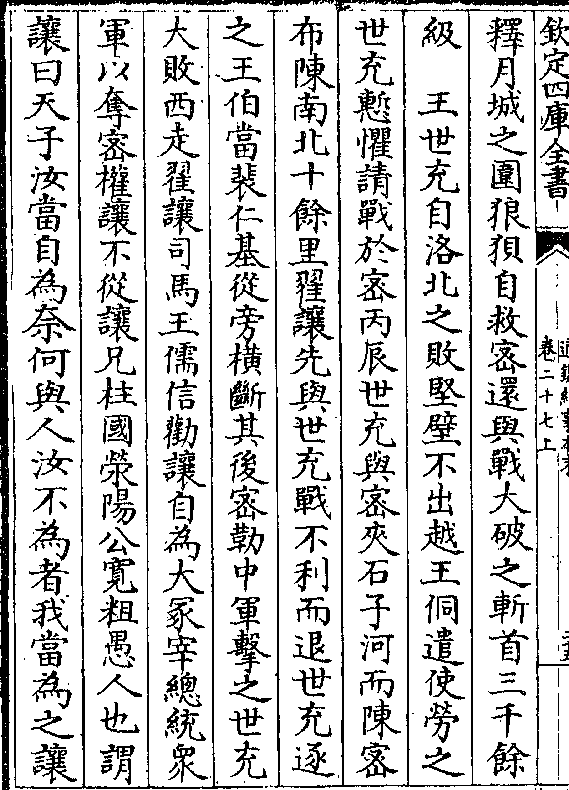 欽定四庫全書
卷二十七上
釋月城之圍狼狽自救密還與戰大破之斬首三千餘
級　王世充自洛北之敗堅壁不出越王侗遣使勞之
世充慙懼請戰於密丙辰世充與密夾石子河而陳密
布陳南北十餘里翟讓先與世充戰不利而退世充逐
之王伯當裴仁基從旁橫斷其後密勒中軍擊之世充
大敗西走翟讓司馬王儒信勸讓自為大冢宰總統衆
軍以奪密權讓不從讓兄柱國滎陽公寛粗愚人也謂
讓曰天子汝當自為奈何與人汝不為者我當為之讓